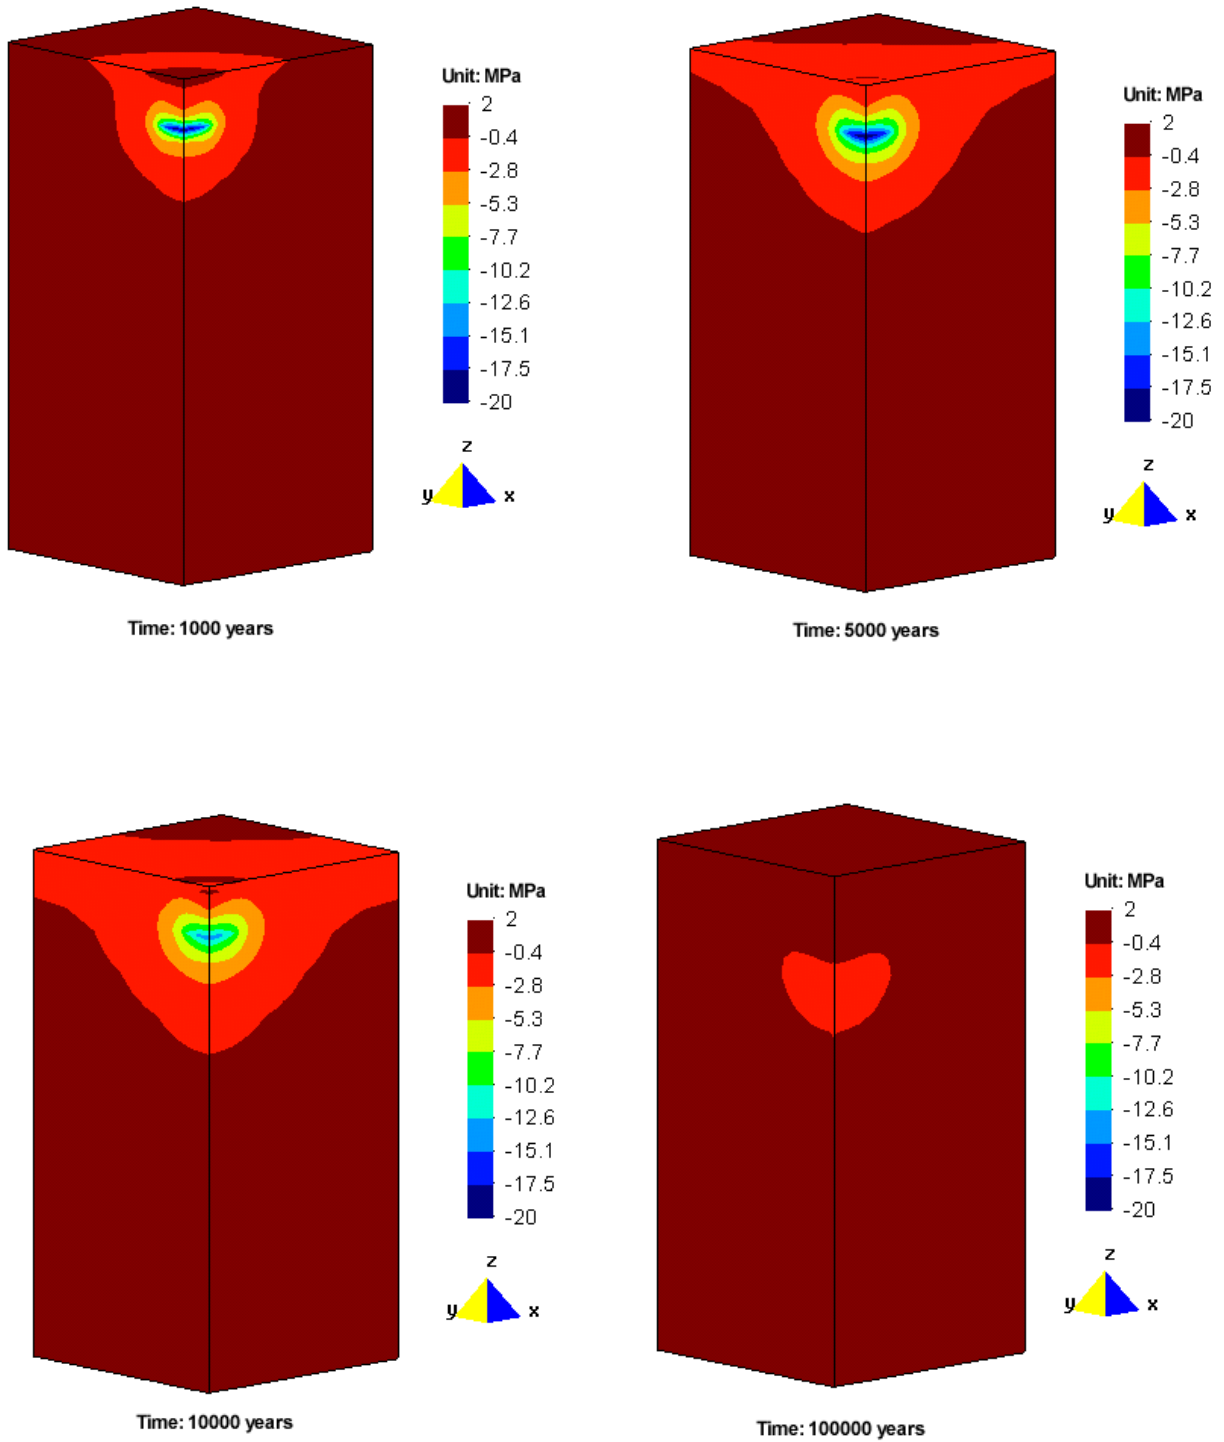 Unit: MPa
2
-0.4
-2.8
-5.3
-7.7
-10.2
-12.6
-15.1
-17.5
-20
z
y
x
Time: 1000 years
Unit: MPa
2
-0.4
-2.8
-5.3
-7.7
-10.2
-12.6
-15.1
-17.5
-20
z
y
x
Time: 5000 years
Unit: MPa
2
-0.4
-2.8
-5.3
-7.7
-10.2
-12.6
-15.1
-17.5
-20
z
y
x
Time: 10000 years
Unit: MPa
2
-0.4
-2.8
-5.3
-7.7
-10.2
-12.6
-15.1
-17.5
-20
z
y
x
Time: 100000 years